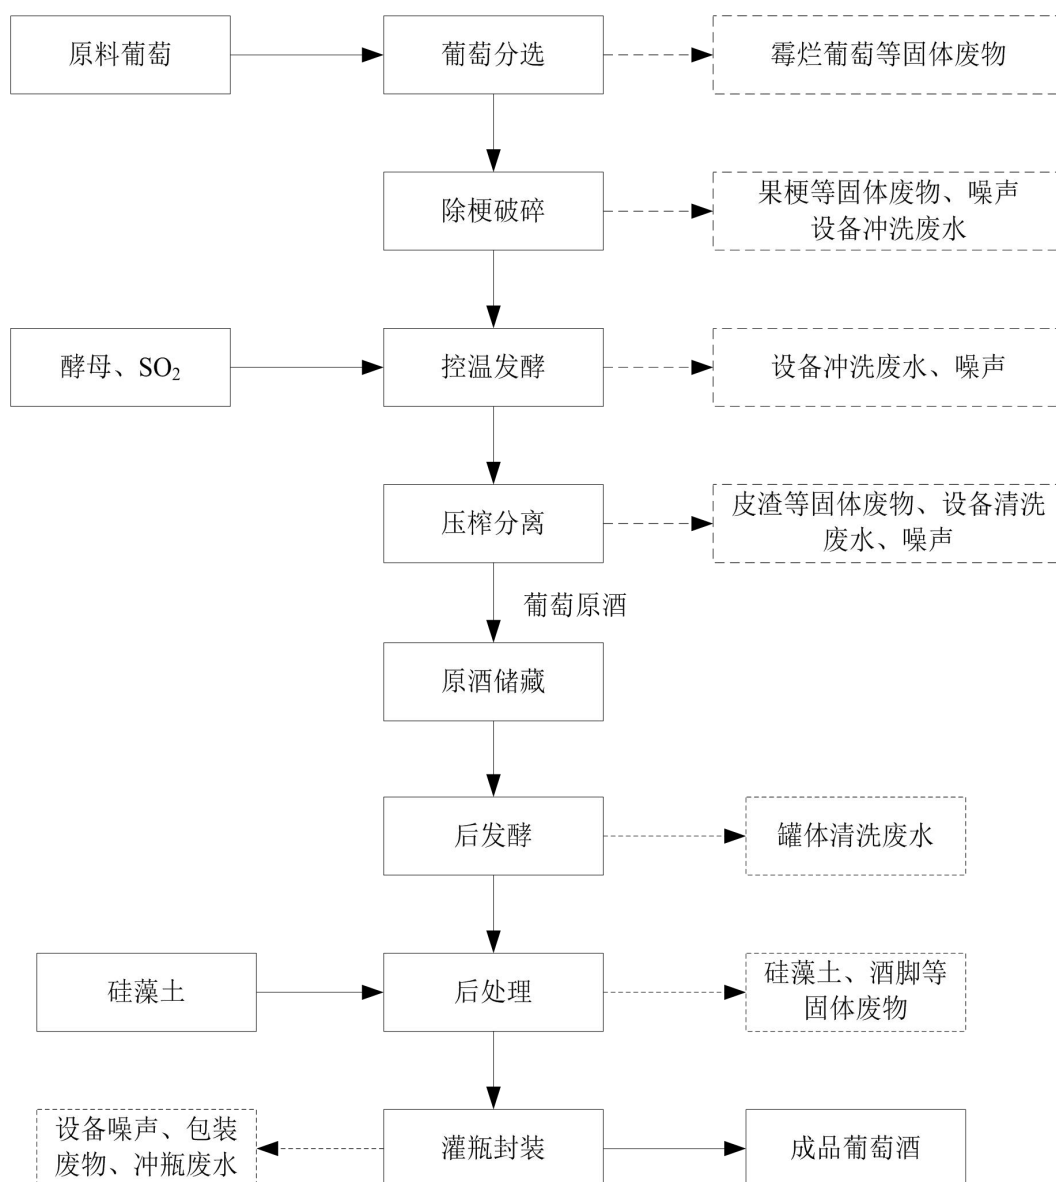 原料葡萄
葡萄分选
霉烂葡萄等固体废物
除梗破碎
果梗等固体废物、噪声
设备冲洗废水
酵母、SO₂
控温发酵
设备冲洗废水、噪声
压榨分离
皮渣等固体废物、设备清洗
废水、噪声
葡萄原酒
原酒储藏
后发酵
罐体清洗废水
硅藻土
后处理
硅藻土、酒脚等
固体废物
设备噪声、包装
废物、冲瓶废水
灌瓶封装
成品葡萄酒